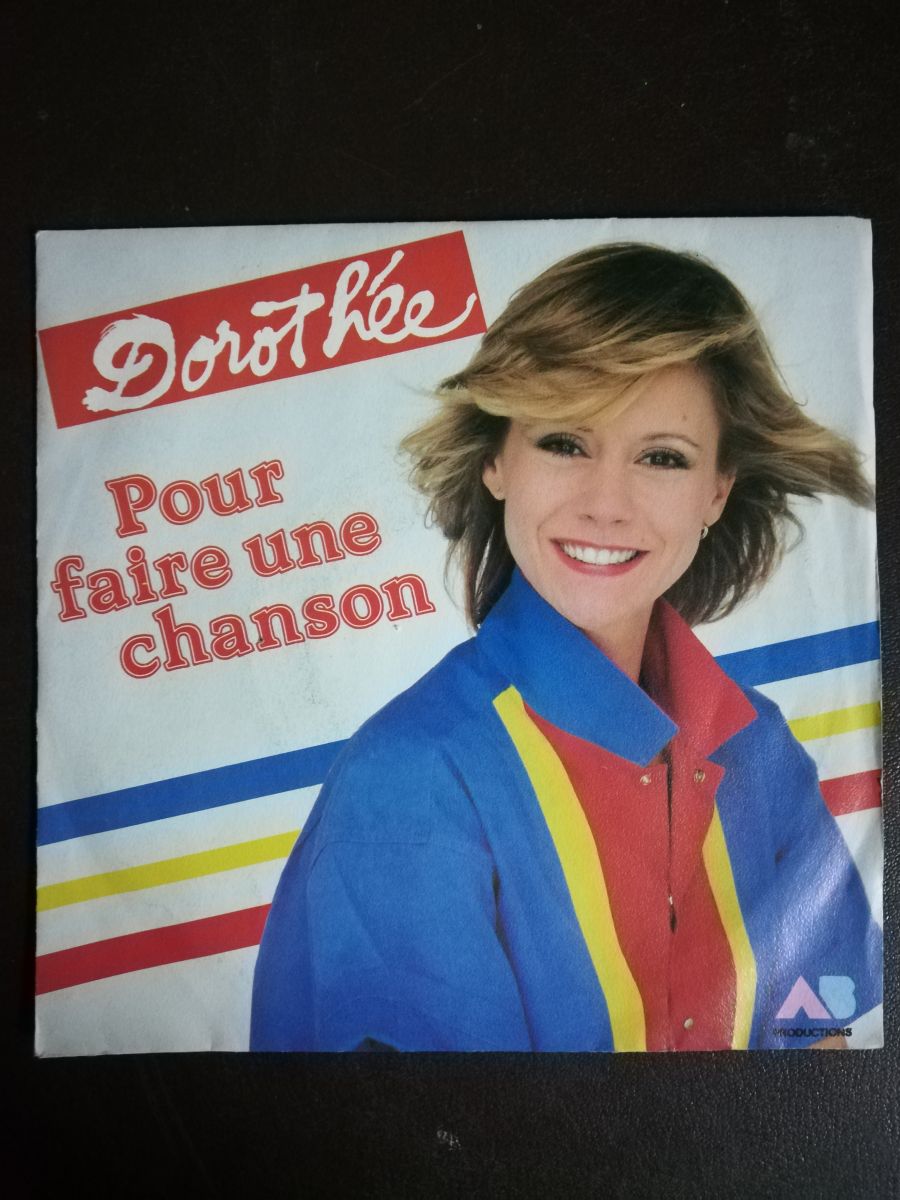 Dorothée
Pour
faire une
chanson
AB
PRODUCTIONS